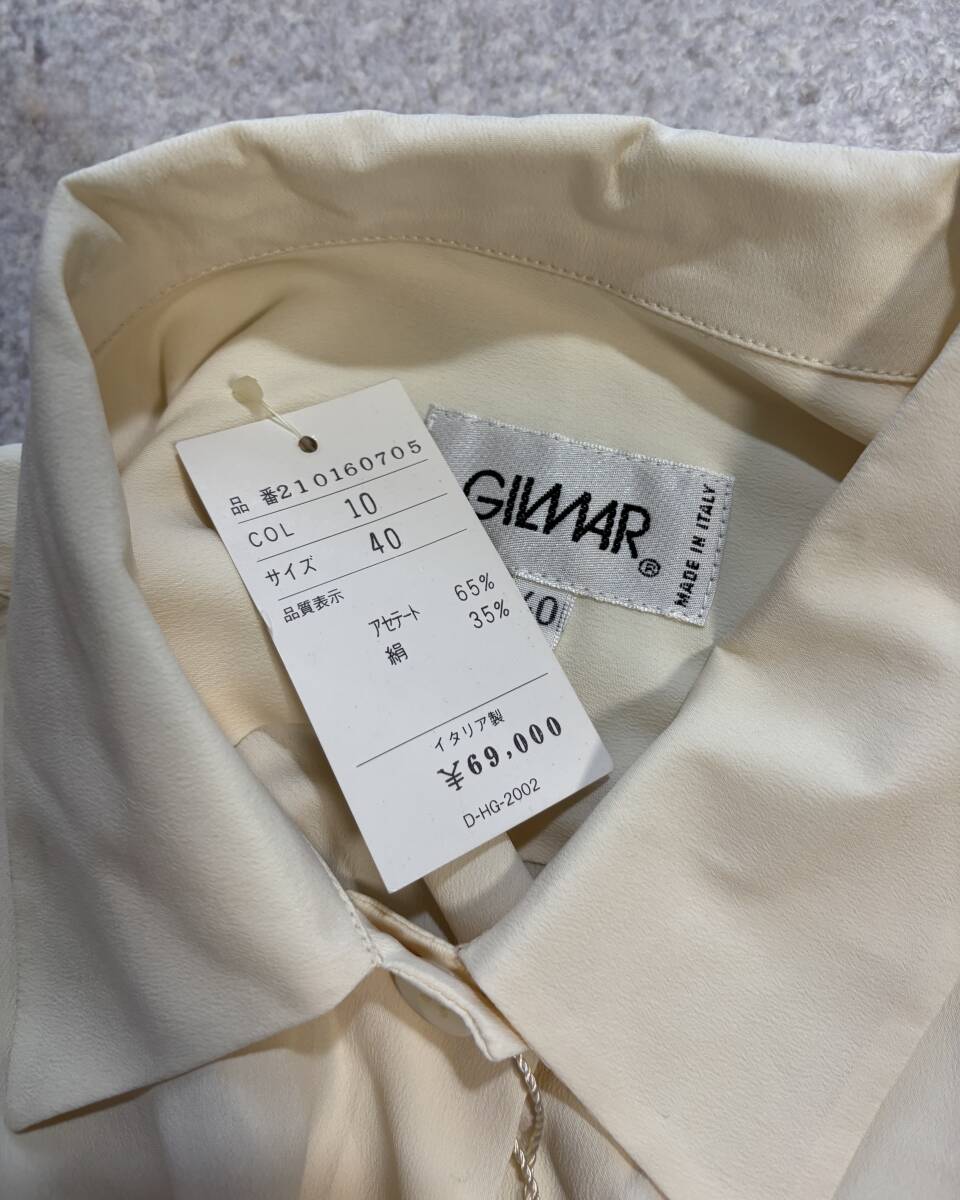 品番210160705
COL 10
サイズ 40
品質表示
アセテート 65%
絹 35%
イタリア製
¥69,000
D-HG-2002
GILMAR®
MADE IN ITALY
40